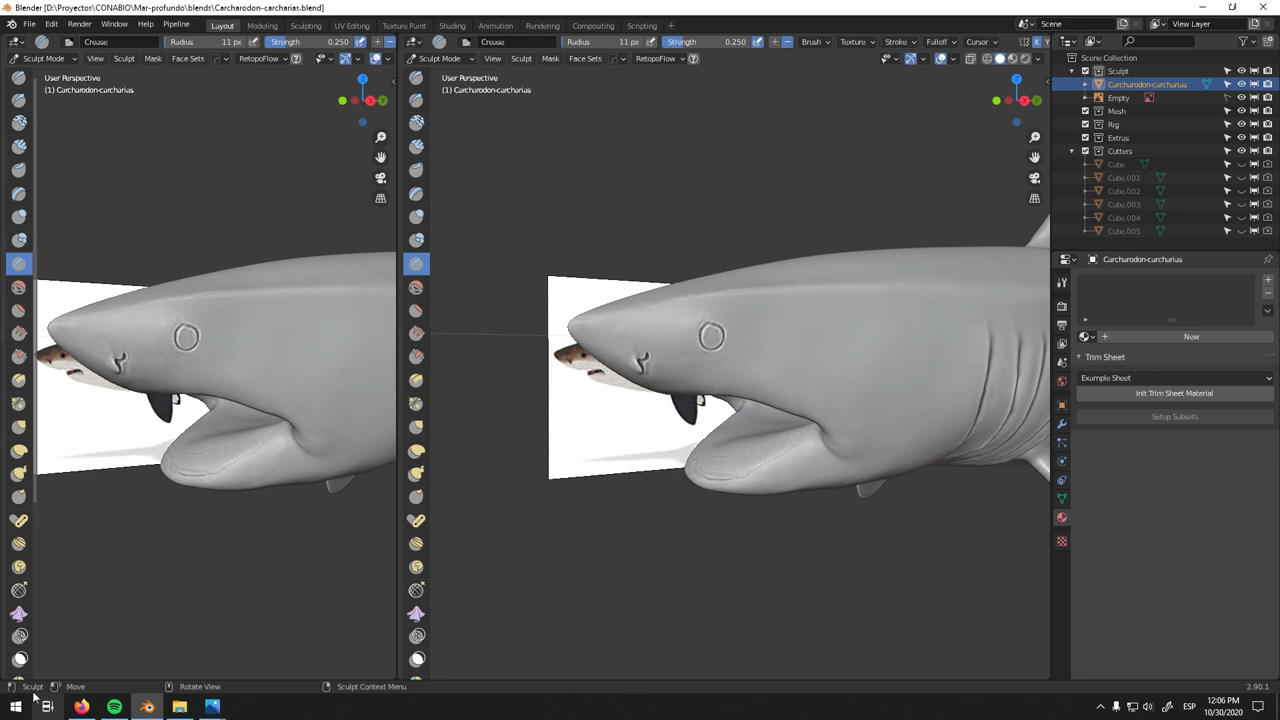 Blender [D:\Proyectos\CONABIO\Mar-profundo\blends\Carcharodon-carcharias.blend]
File Edit Render Window Help Pipeline Layout Modeling Sculpting UV Editing Texture Paint Shading Animation Rendering Compositing Scripting Scene View Layer
Crease Radius 11 px Strength 0.250 Crease Radius 11 px Strength 0.250 Brush Texture Stroke Falloff Cursor X Y
Sculpt Mode View Sculpt Mask Face Sets RetopoFlow Sculpt Mode View Sculpt Mask Face Sets RetopoFlow
User Perspective
(1) Carcharodon-carcharias
Z
X
Y
User Perspective
(1) Carcharodon-carcharias
Z
X
Y
Scene Collection
Sculpt
Carcharodon-carcharias
Empty
Mesh
Rig
Extrus
Cutters
Cube
Cube.001
Cube.002
Cube.003
Cube.004
Cube.005
Carcharodon-carcharias
New
Trim Sheet
Example Sheet
Init Trim Sheet Material
Setup Subsets
Sculpt Move Rotate View Sculpt Context Menu 2.90.1
ESP
12:06 PM
10/30/2020